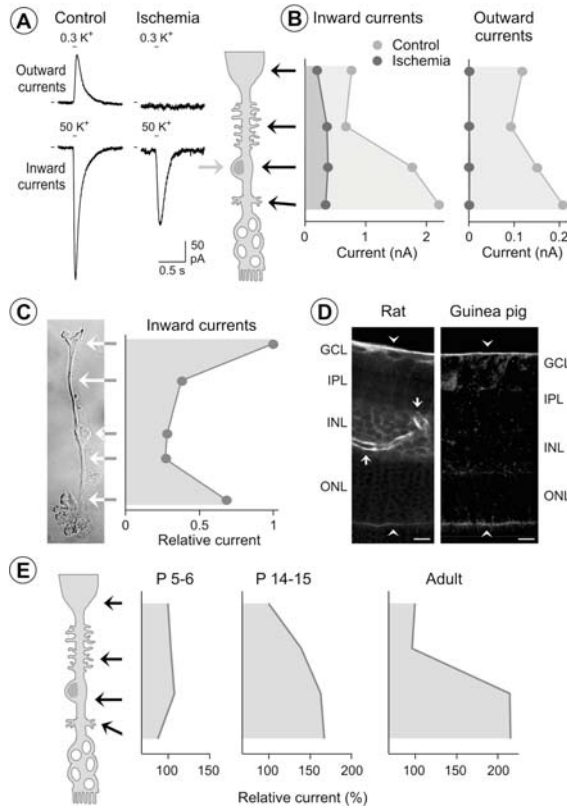 A
Control
Ischemia
0.3 K+
0.3 K+
Outward
currents
50 K+
50 K+
Inward
currents
50
pA
0.5 s
B
Inward currents
Outward
currents
Control
Ischemia
0
1
2
Current (nA)
0
0.1
0.2
Current (nA)
C
Inward currents
0
0.5
1
Relative current
D
Rat
Guinea pig
GCL
IPL
INL
ONL
GCL
IPL
INL
ONL
E
P 5-6
P 14-15
Adult
100
150
100
150
200
100
150
200
Relative current (%)